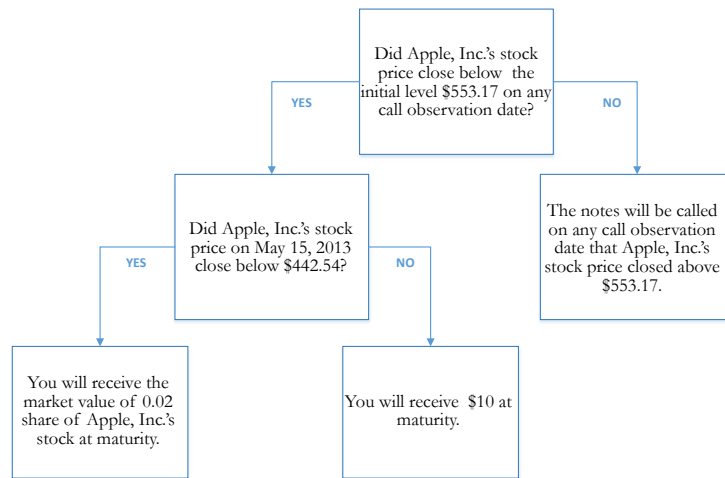 Did Apple, Inc.'s stock
price close below the
initial level $553.17 on any
call observation date?
YES
NO
Did Apple, Inc.'s stock
price on May 15, 2013
close below $442.54?
The notes will be called
on any call observation
date that Apple, Inc.'s
stock price closed above
$553.17.
YES
NO
You will receive the
market value of 0.02
share of Apple, Inc.'s
stock at maturity.
You will receive $10 at
maturity.